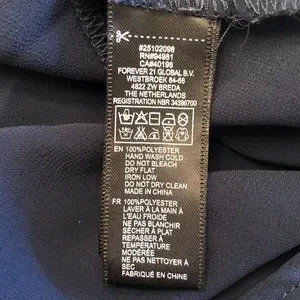 #25102098
RN#94981
CA#40198
FOREVER 21 GLOBAL B.V.
WESTBROEK 64-66
4822 ZW BREDA
THE NETHERLANDS
REGISTRATION NBR 34386700
EN 100%POLYESTER
HAND WASH COLD
DO NOT BLEACH
DRY FLAT
IRON LOW
DO NOT DRY CLEAN
MADE IN CHINA
FR 100%POLYESTER
LAVER À LA MAIN À
L'EAU FROIDE
NE PAS BLANCHIR
SÉCHER À PLAT
REPASSER À
TEMPÉRATURE
MODÉRÉE
NE PAS NETTOYER À SEC
FABRIQUÉ EN CHINE